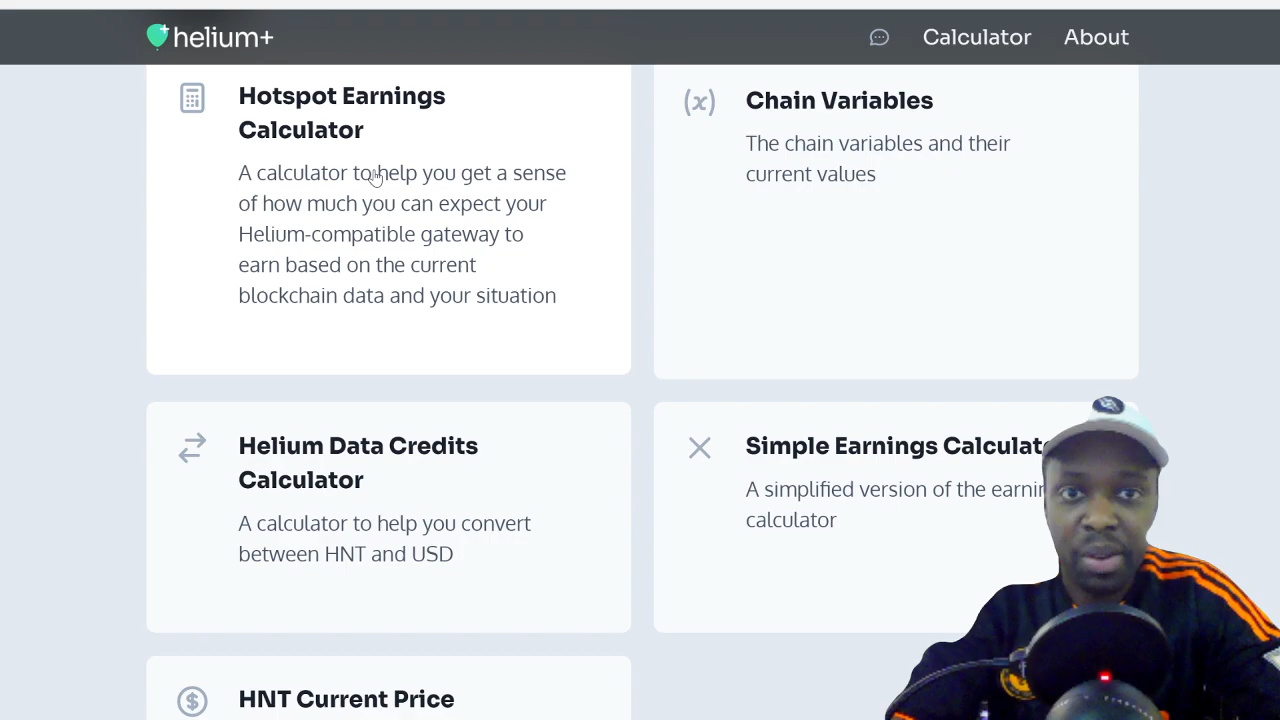 helium+
Calculator
About
Hotspot Earnings
Calculator
A calculator to help you get a sense
of how much you can expect your
Helium-compatible gateway to
earn based on the current
blockchain data and your situation
(x)
Chain Variables
The chain variables and their
current values
Helium Data Credits
Calculator
A calculator to help you convert
between HNT and USD
Simple Earnings
A simplified version of the
calculator
$
HNT Current Price